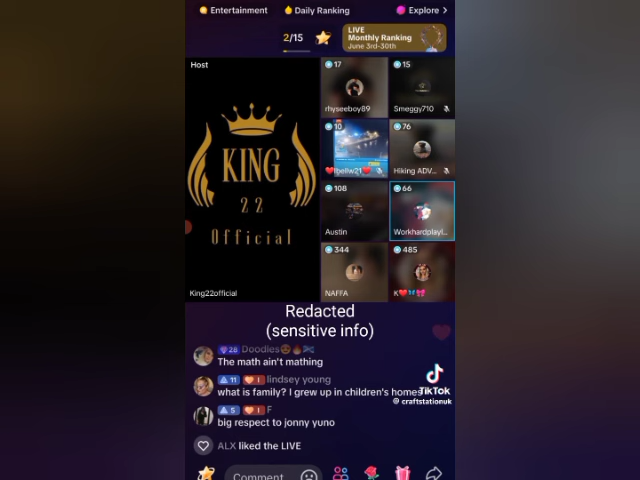 Entertainment
Daily Ranking
Explore >
2/15
LIVE
Monthly Ranking
June 3rd-30th
Host
17
15
rhyseeboy89
Smeggy710
KING
22
Official
10
76
lbellw21
Hiking ADV...
108
66
Austin
Workhardplayl...
344
485
King22official
NAFFA
K
Redacted
(sensitive info)
28 Doodles
The math ain't mathing
11 I lindsey young
what is family? I grew up in children's homes
TikTok
@ craftstationuk
5 I F
big respect to jonny yuno
ALX liked the LIVE
Comment